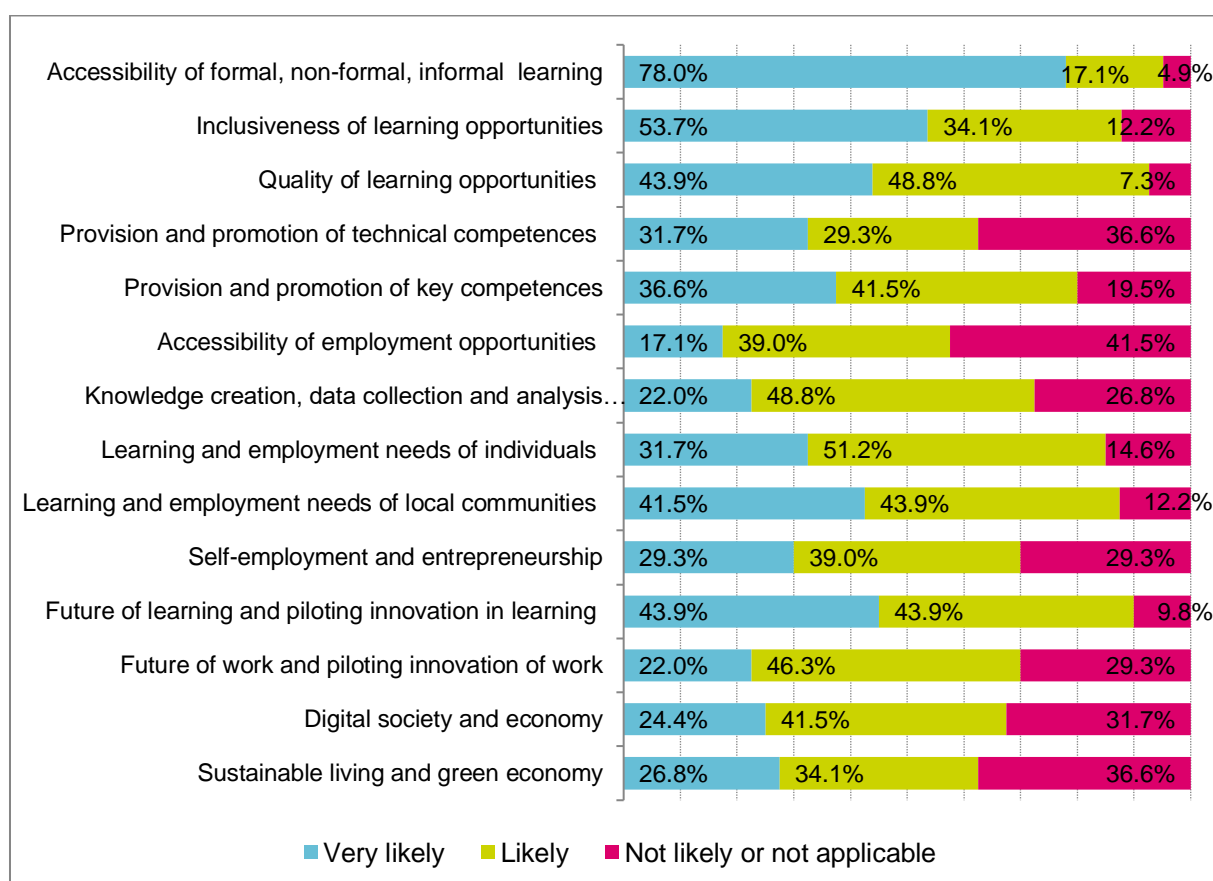 Accessibility of formal, non-formal, informal learning 78.0% 17.1% 4.9%
Inclusiveness of learning opportunities 53.7% 34.1% 12.2%
Quality of learning opportunities 43.9% 48.8% 7.3%
Provision and promotion of technical competences 31.7% 29.3% 36.6%
Provision and promotion of key competences 36.6% 41.5% 19.5%
Accessibility of employment opportunities 17.1% 39.0% 41.5%
Knowledge creation, data collection and analysis… 22.0% 48.8% 26.8%
Learning and employment needs of individuals 31.7% 51.2% 14.6%
Learning and employment needs of local communities 41.5% 43.9% 12.2%
Self-employment and entrepreneurship 29.3% 39.0% 29.3%
Future of learning and piloting innovation in learning 43.9% 43.9% 9.8%
Future of work and piloting innovation of work 22.0% 46.3% 29.3%
Digital society and economy 24.4% 41.5% 31.7%
Sustainable living and green economy 26.8% 34.1% 36.6%
Very likely Likely Not likely or not applicable